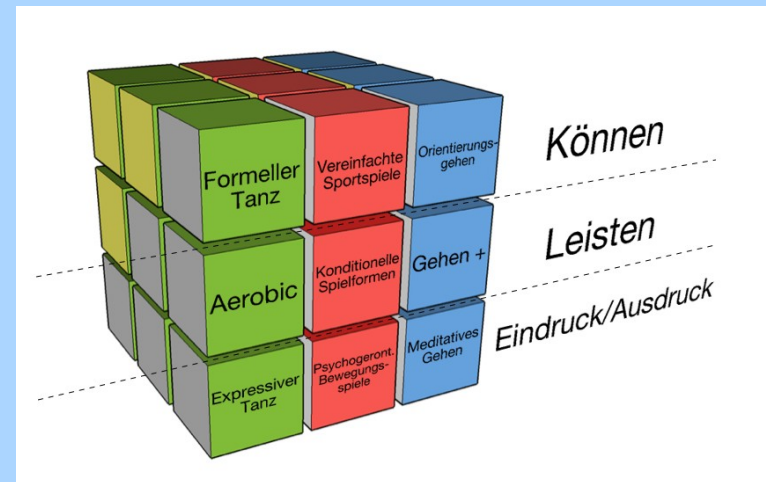 Formeller
Tanz
Vereinfachte
Sportspiele
Orientierungs-
gehen
Können
Aerobic
Konditionelle
Spielformen
Gehen +
Leisten
Expressiver
Tanz
Psychogeront.
Bewegungs-
spiele
Meditatives
Gehen
Eindruck/Ausdruck